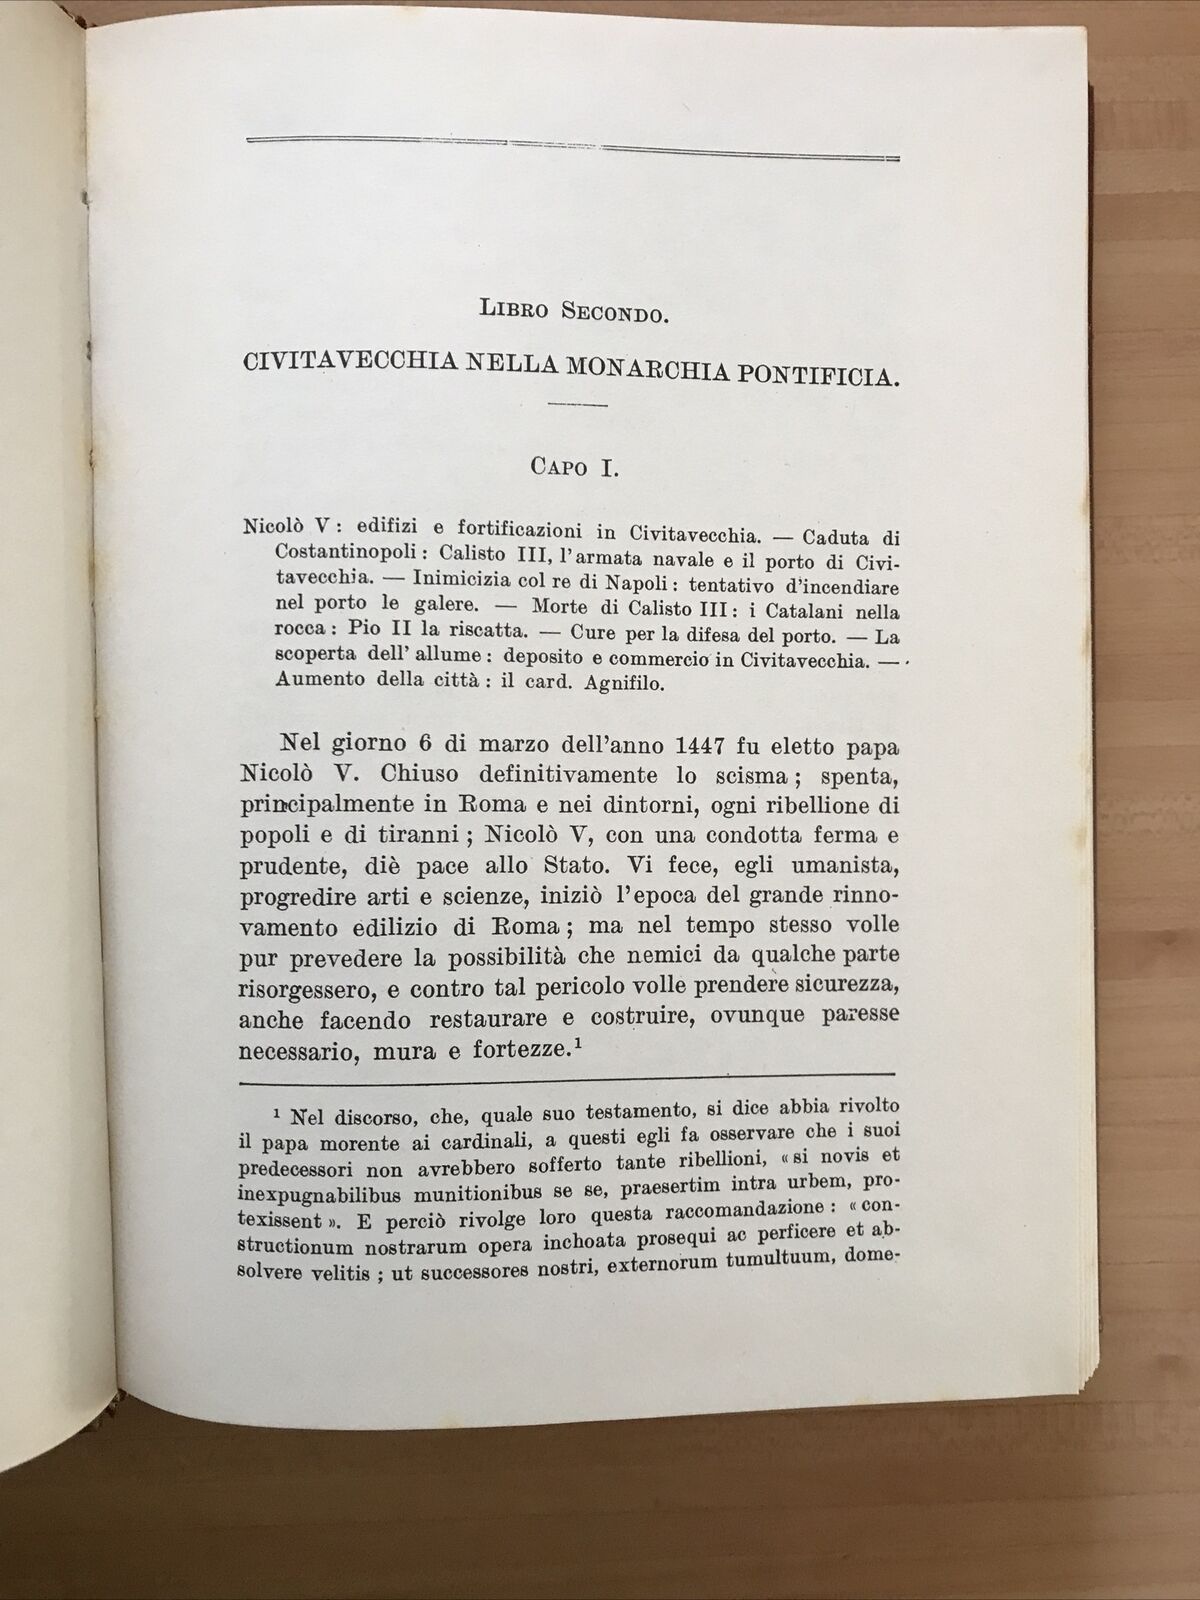 LIBRO SECONDO.
CIVITAVECCHIA NELLA MONARCHIA PONTIFICIA.
CAPO I.
Nicolò V: edifizi e fortificazioni in Civitavecchia. — Caduta di
Costantinopoli: Calisto III, l'armata navale e il porto di Civi-
tavecchia. — Inimicizia col re di Napoli: tentativo d'incendiare
nel porto le galere. — Morte di Calisto III: i Catalani nella
rocca: Pio II la riscatta. — Cure per la difesa del porto. — La
scoperta dell'allume: deposito e commercio in Civitavecchia. —
Aumento della città: il card. Agnifilo.
Nel giorno 6 di marzo dell'anno 1447 fu eletto papa
Nicolò V. Chiuso definitivamente lo scisma; spenta,
principalmente in Roma e nei dintorni, ogni ribellione di
popoli e di tiranni; Nicolò V, con una condotta ferma e
prudente, diè pace allo Stato. Vi fece, egli umanista,
progredire arti e scienze, iniziò l'epoca del grande rinno-
vamento edilizio di Roma; ma nel tempo stesso volle
pur prevedere la possibilità che nemici da qualche parte
risorgessero, e contro tal pericolo volle prendere sicurezza,
anche facendo restaurare e costruire, ovunque paresse
necessario, mura e fortezze.¹
¹ Nel discorso, che, quale suo testamento, si dice abbia rivolto
il papa morente ai cardinali, a questi egli fa osservare che i suoi
predecessori non avrebbero sofferto tante ribellioni, «si novis et
inexpugnabilibus munitionibus se se, praesertim intra urbem, pro-
texissent». E perciò rivolge loro questa raccomandazione: «con-
structionum nostrarum opera inchoata prosequi ac perficere et ab-
solvere velitis; ut successores nostri, externorum tumultuum, dome-